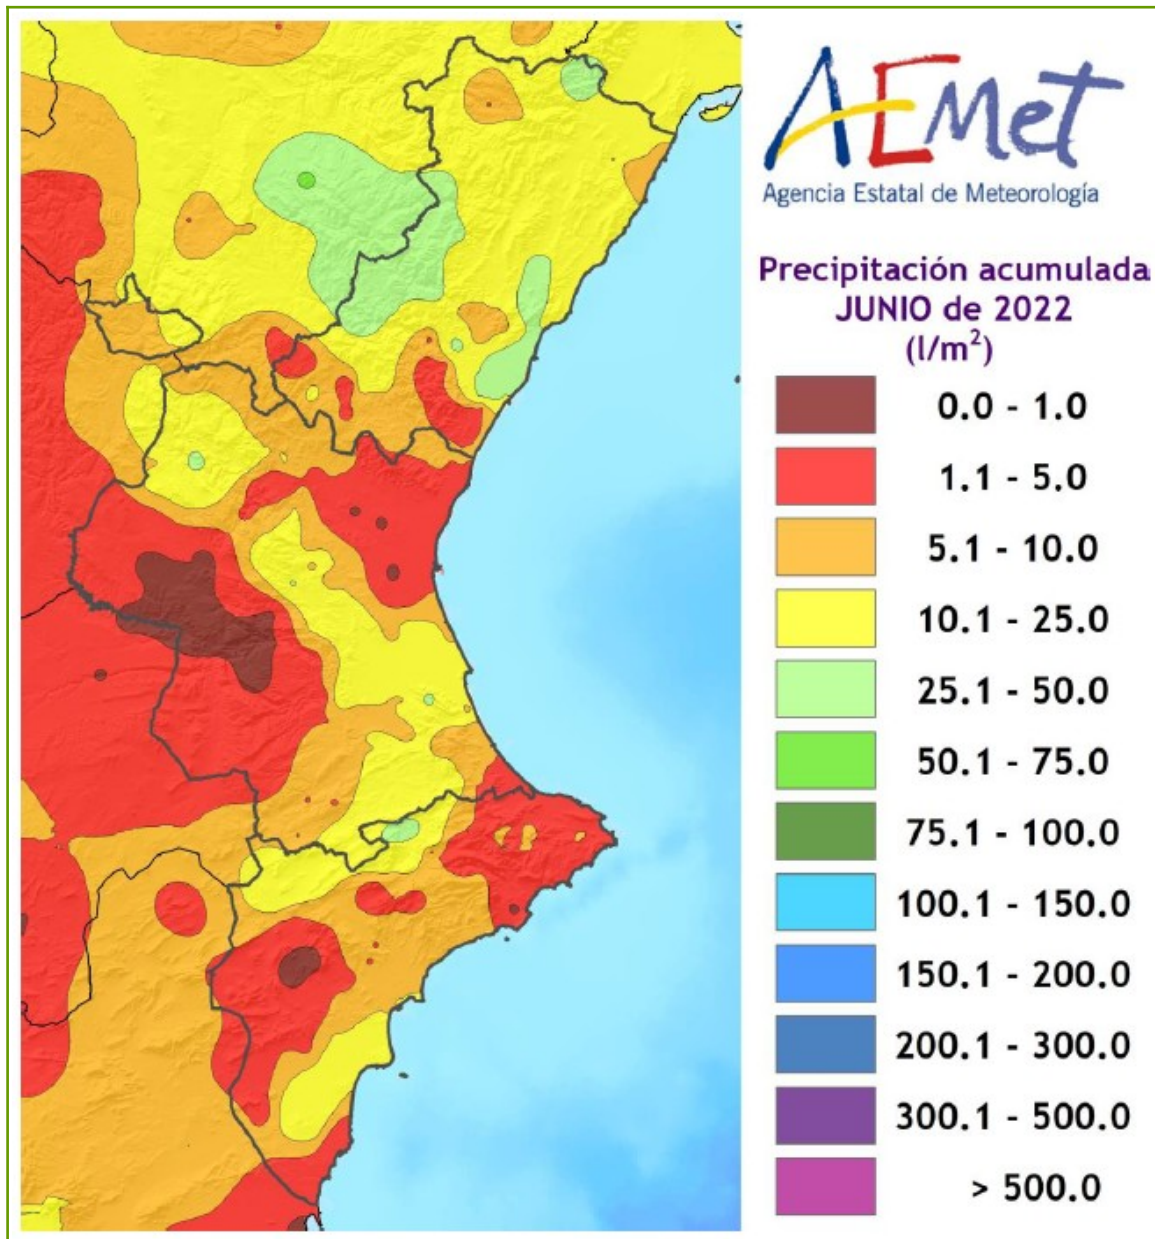 AEMet
Agencia Estatal de Meteorología
Precipitación acumulada
JUNIO de 2022
(l/m²)
0.0 - 1.0
1.1 - 5.0
5.1 - 10.0
10.1 - 25.0
25.1 - 50.0
50.1 - 75.0
75.1 - 100.0
100.1 - 150.0
150.1 - 200.0
200.1 - 300.0
300.1 - 500.0
> 500.0